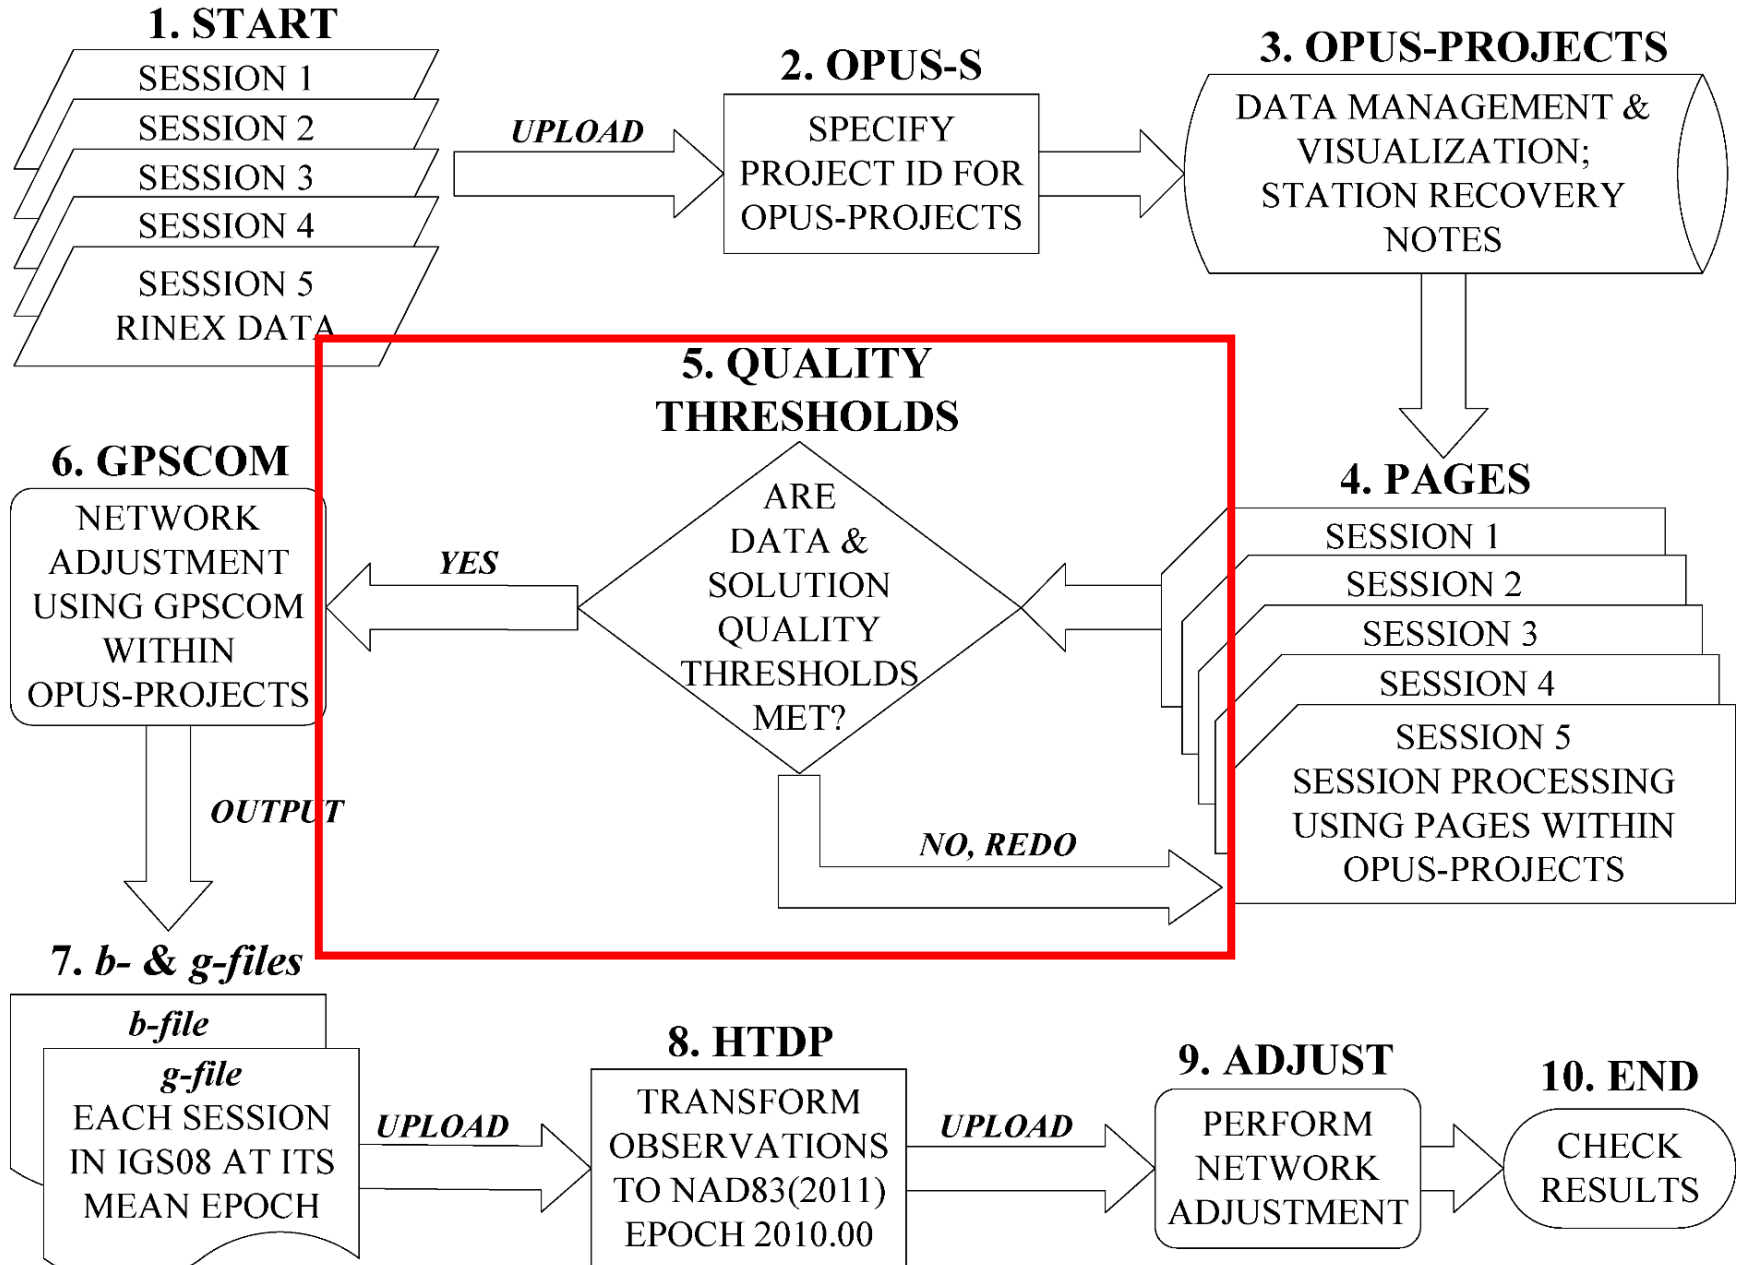 1. START
SESSION 1
SESSION 2
SESSION 3
SESSION 4
SESSION 5
RINEX DATA
UPLOAD
2. OPUS-S
SPECIFY
PROJECT ID FOR
OPUS-PROJECTS
3. OPUS-PROJECTS
DATA MANAGEMENT &
VISUALIZATION;
STATION RECOVERY
NOTES
4. PAGES
SESSION 1
SESSION 2
SESSION 3
SESSION 4
SESSION 5
SESSION PROCESSING
USING PAGES WITHIN
OPUS-PROJECTS
5. QUALITY
THRESHOLDS
ARE
DATA &
SOLUTION
QUALITY
THRESHOLDS
MET?
YES
NO, REDO
6. GPSCOM
NETWORK
ADJUSTMENT
USING GPSCOM
WITHIN
OPUS-PROJECTS
OUTPUT
7. b- & g-files
b-file
g-file
EACH SESSION
IN IGS08 AT ITS
MEAN EPOCH
UPLOAD
8. HTDP
TRANSFORM
OBSERVATIONS
TO NAD83(2011)
EPOCH 2010.00
UPLOAD
9. ADJUST
PERFORM
NETWORK
ADJUSTMENT
10. END
CHECK
RESULTS